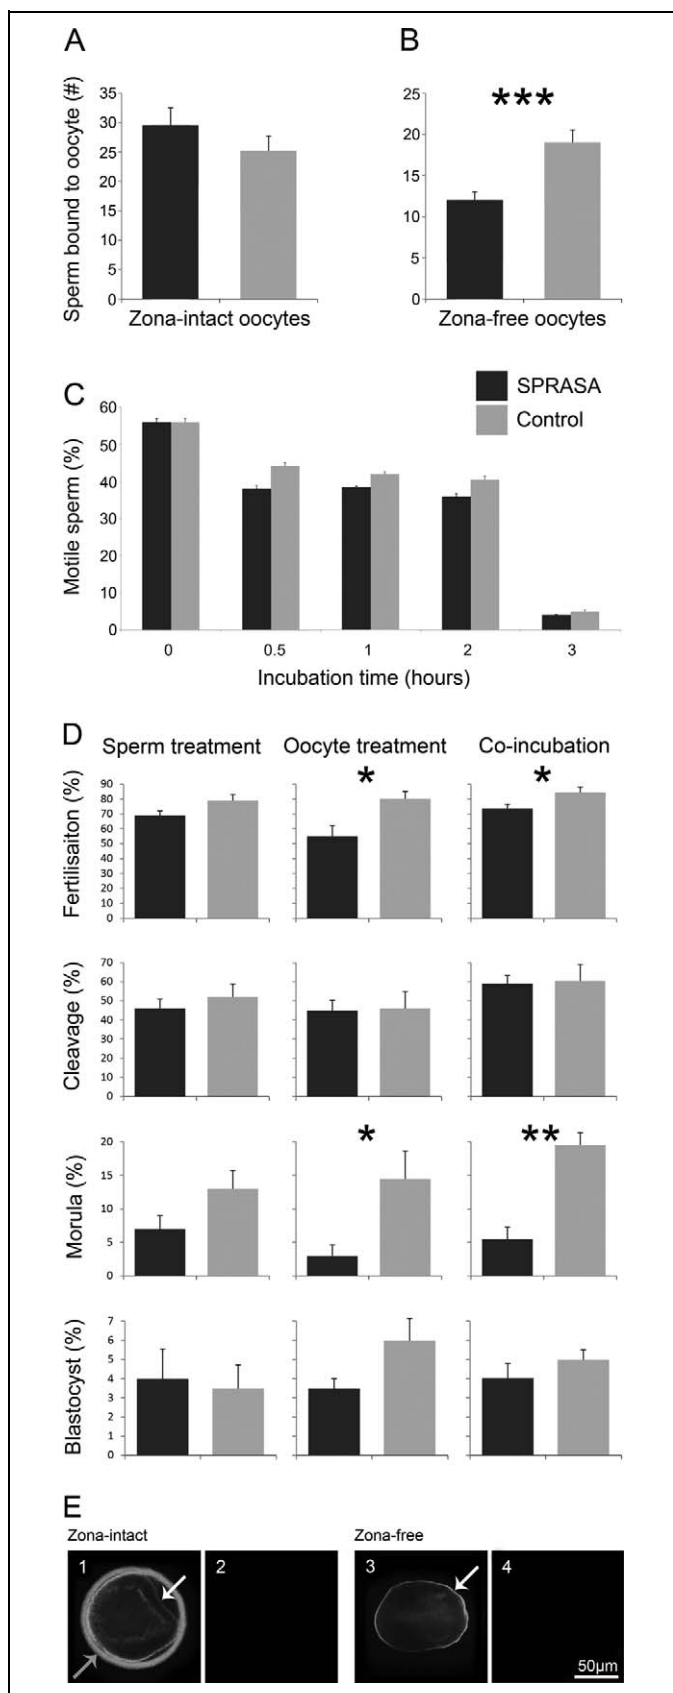 A
B
Sperm bound to oocyte (#)
35
30
25
20
15
10
5
0
Zona-intact oocytes
***
25
20
15
10
5
0
Zona-free oocytes
C
SPRASA
Control
Motile sperm (%)
60
50
40
30
20
10
0
0 0.5 1 2 3
Incubation time (hours)
D
Sperm treatment Oocyte treatment Co-incubation
* *
Fertilisaiton (%)
90
80
70
60
50
40
30
20
10
0
Cleavage (%)
70
60
50
40
30
20
10
0
* **
Morula (%)
20
15
10
5
0
Blastocyst (%)
7
6
5
4
3
2
1
0
E
Zona-intact Zona-free
1 2 3 4
50µm